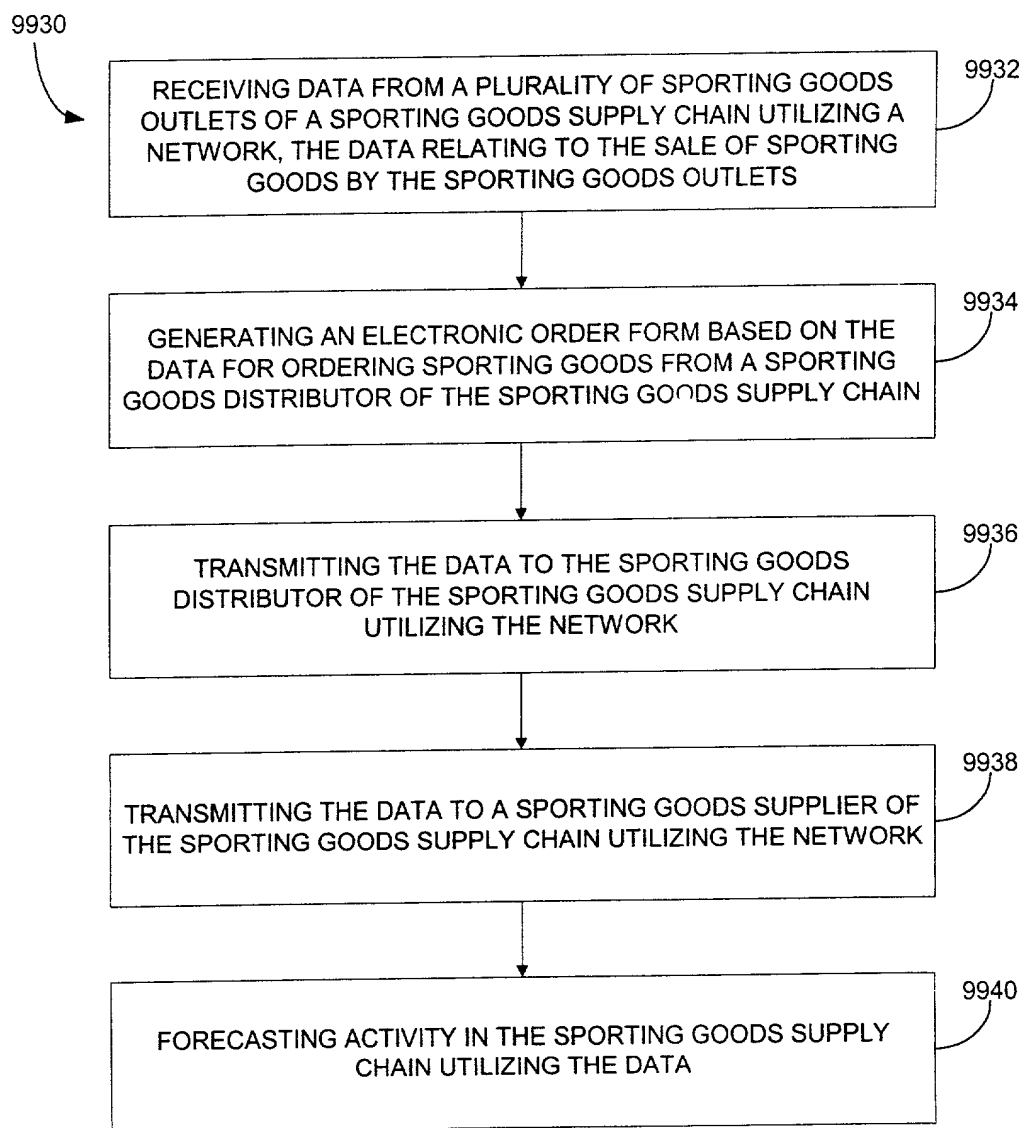 9930
9932
RECEIVING DATA FROM A PLURALITY OF SPORTING GOODS
OUTLETS OF A SPORTING GOODS SUPPLY CHAIN UTILIZING A
NETWORK, THE DATA RELATING TO THE SALE OF SPORTING
GOODS BY THE SPORTING GOODS OUTLETS
9934
GENERATING AN ELECTRONIC ORDER FORM BASED ON THE
DATA FOR ORDERING SPORTING GOODS FROM A SPORTING
GOODS DISTRIBUTOR OF THE SPORTING GOODS SUPPLY CHAIN
9936
TRANSMITTING THE DATA TO THE SPORTING GOODS
DISTRIBUTOR OF THE SPORTING GOODS SUPPLY CHAIN
UTILIZING THE NETWORK
9938
TRANSMITTING THE DATA TO A SPORTING GOODS SUPPLIER OF
THE SPORTING GOODS SUPPLY CHAIN UTILIZING THE NETWORK
9940
FORECASTING ACTIVITY IN THE SPORTING GOODS SUPPLY
CHAIN UTILIZING THE DATA